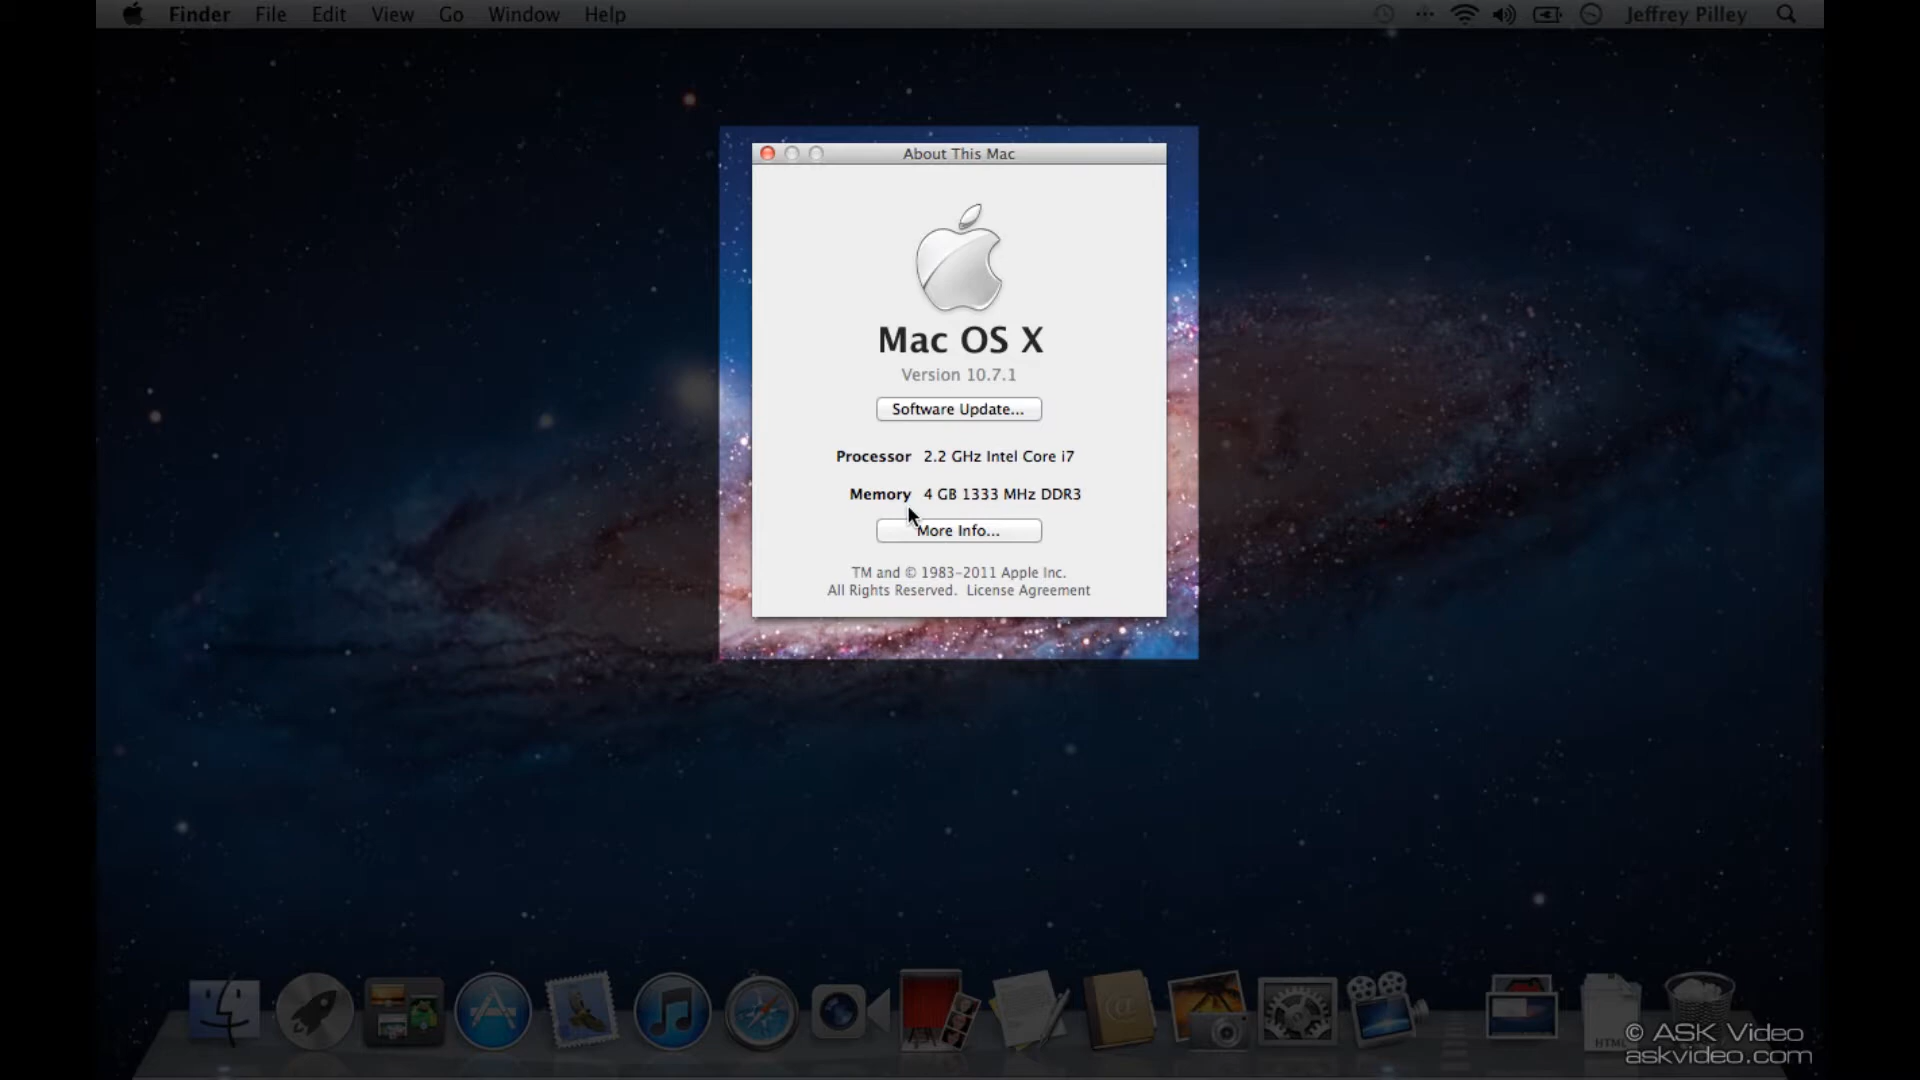 Finder File Edit View Go Window Help Jeffrey Pilley
About This Mac
Mac OS X
Version 10.7.1
Software Update...
Processor 2.2 GHz Intel Core i7
Memory 4 GB 1333 MHz DDR3
More Info...
TM and © 1983-2011 Apple Inc.
All Rights Reserved. License Agreement
HTML
© ASK Video
askvideo.com